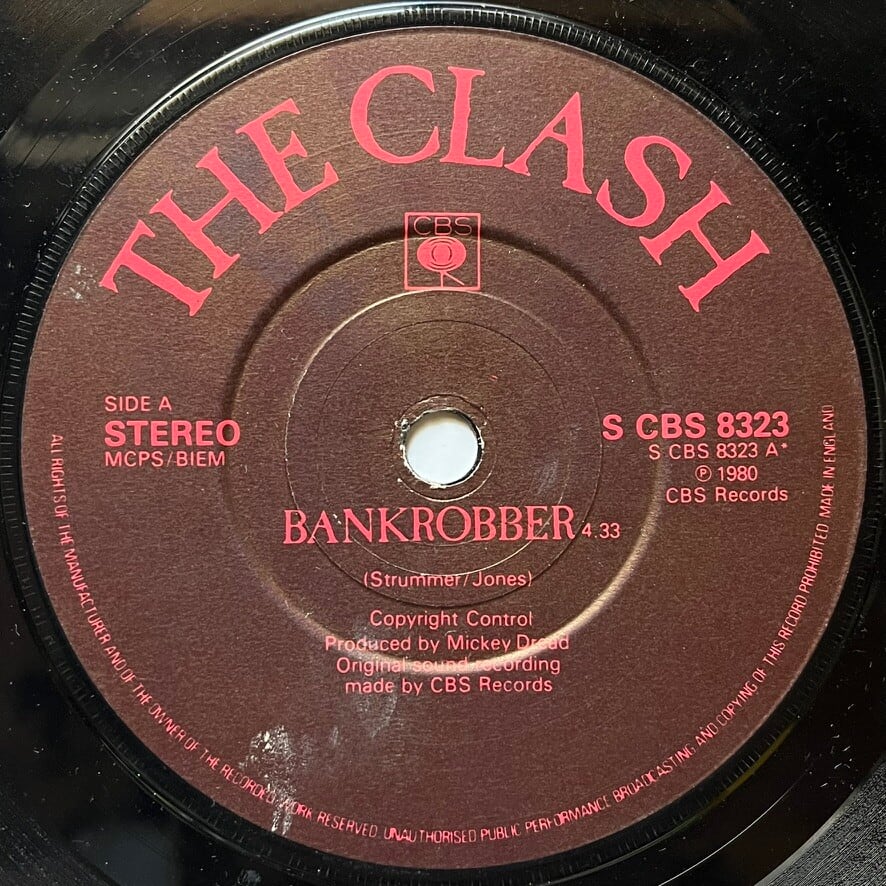 THE CLASH
CBS
SIDE A
STEREO
MCPS/BIEM
S CBS 8323
S CBS 8323 A*
Ⓟ 1980
CBS Records
BANKROBBER 4.33
(Strummer/Jones)
Copyright Control
Produced by Mickey Dread
Original sound recording
made by CBS Records
ALL RIGHTS OF THE MANUFACTURER AND OF THE OWNER OF THE RECORDED WORK RESERVED. UNAUTHORISED PUBLIC PERFORMANCE BROADCASTING AND COPYING OF THIS RECORD PROHIBITED MADE IN ENGLAND